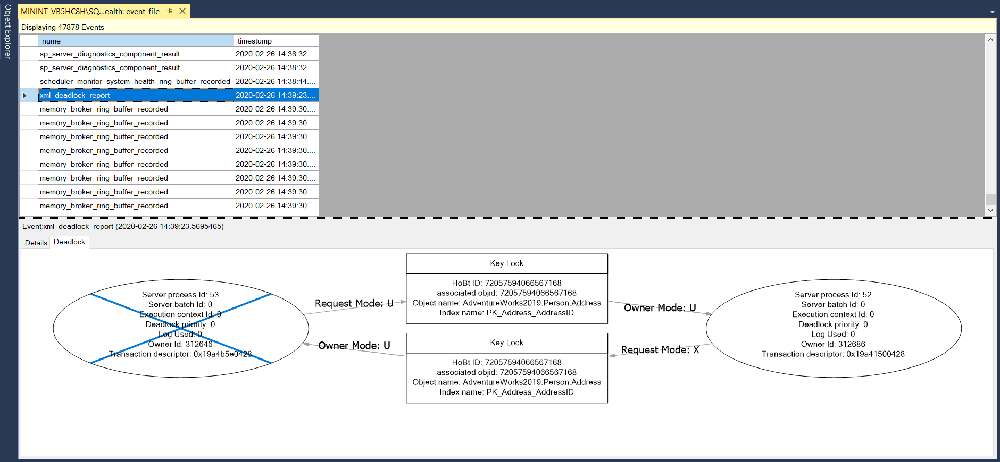 Object Explorer
MININT-VB5HC8H\SQ...ealth: event_file
Displaying 47878 Events
name timestamp
sp_server_diagnostics_component_result 2020-02-26 14:38:32....
sp_server_diagnostics_component_result 2020-02-26 14:38:32....
scheduler_monitor_system_health_ring_buffer_recorded 2020-02-26 14:38:44....
xml_deadlock_report 2020-02-26 14:39:23....
memory_broker_ring_buffer_recorded 2020-02-26 14:39:30....
memory_broker_ring_buffer_recorded 2020-02-26 14:39:30....
memory_broker_ring_buffer_recorded 2020-02-26 14:39:30....
memory_broker_ring_buffer_recorded 2020-02-26 14:39:30....
memory_broker_ring_buffer_recorded 2020-02-26 14:39:30....
memory_broker_ring_buffer_recorded 2020-02-26 14:39:30....
memory_broker_ring_buffer_recorded 2020-02-26 14:39:30....
memory_broker_ring_buffer_recorded 2020-02-26 14:39:30....
Event:xml_deadlock_report (2020-02-26 14:39:23.5695465)
Details Deadlock
Server process Id: 53
Server batch Id: 0
Execution context Id: 0
Deadlock priority: 0
Log Used: 0
Owner Id: 312646
Transaction descriptor: 0x19a4b5e0428
Request Mode: U
Owner Mode: U
Key Lock
HoBt ID: 72057594066567168
associated objid: 72057594066567168
Object name: AdventureWorks2019.Person.Address
Index name: PK_Address_AddressID
Key Lock
HoBt ID: 72057594066567168
associated objid: 72057594066567168
Object name: AdventureWorks2019.Person.Address
Index name: PK_Address_AddressID
Owner Mode: U
Request Mode: X
Server process Id: 52
Server batch Id: 0
Execution context Id: 0
Deadlock priority: 0
Log Used: 0
Owner Id: 312686
Transaction descriptor: 0x19a41500428